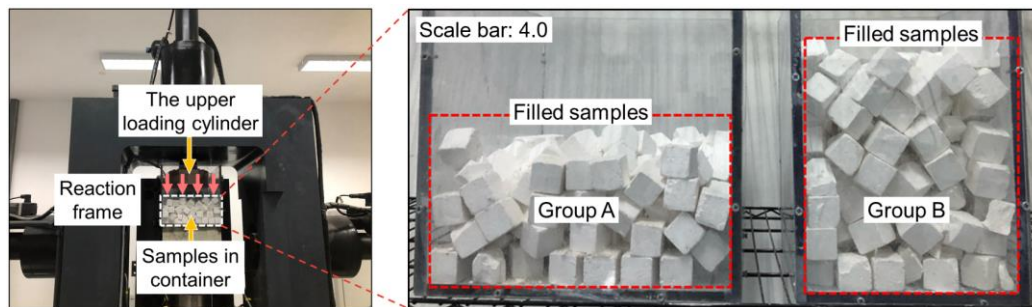 The upper
loading cylinder
Reaction
frame
Samples in
container
Scale bar: 4.0
Filled samples
Group A
Filled samples
Group B